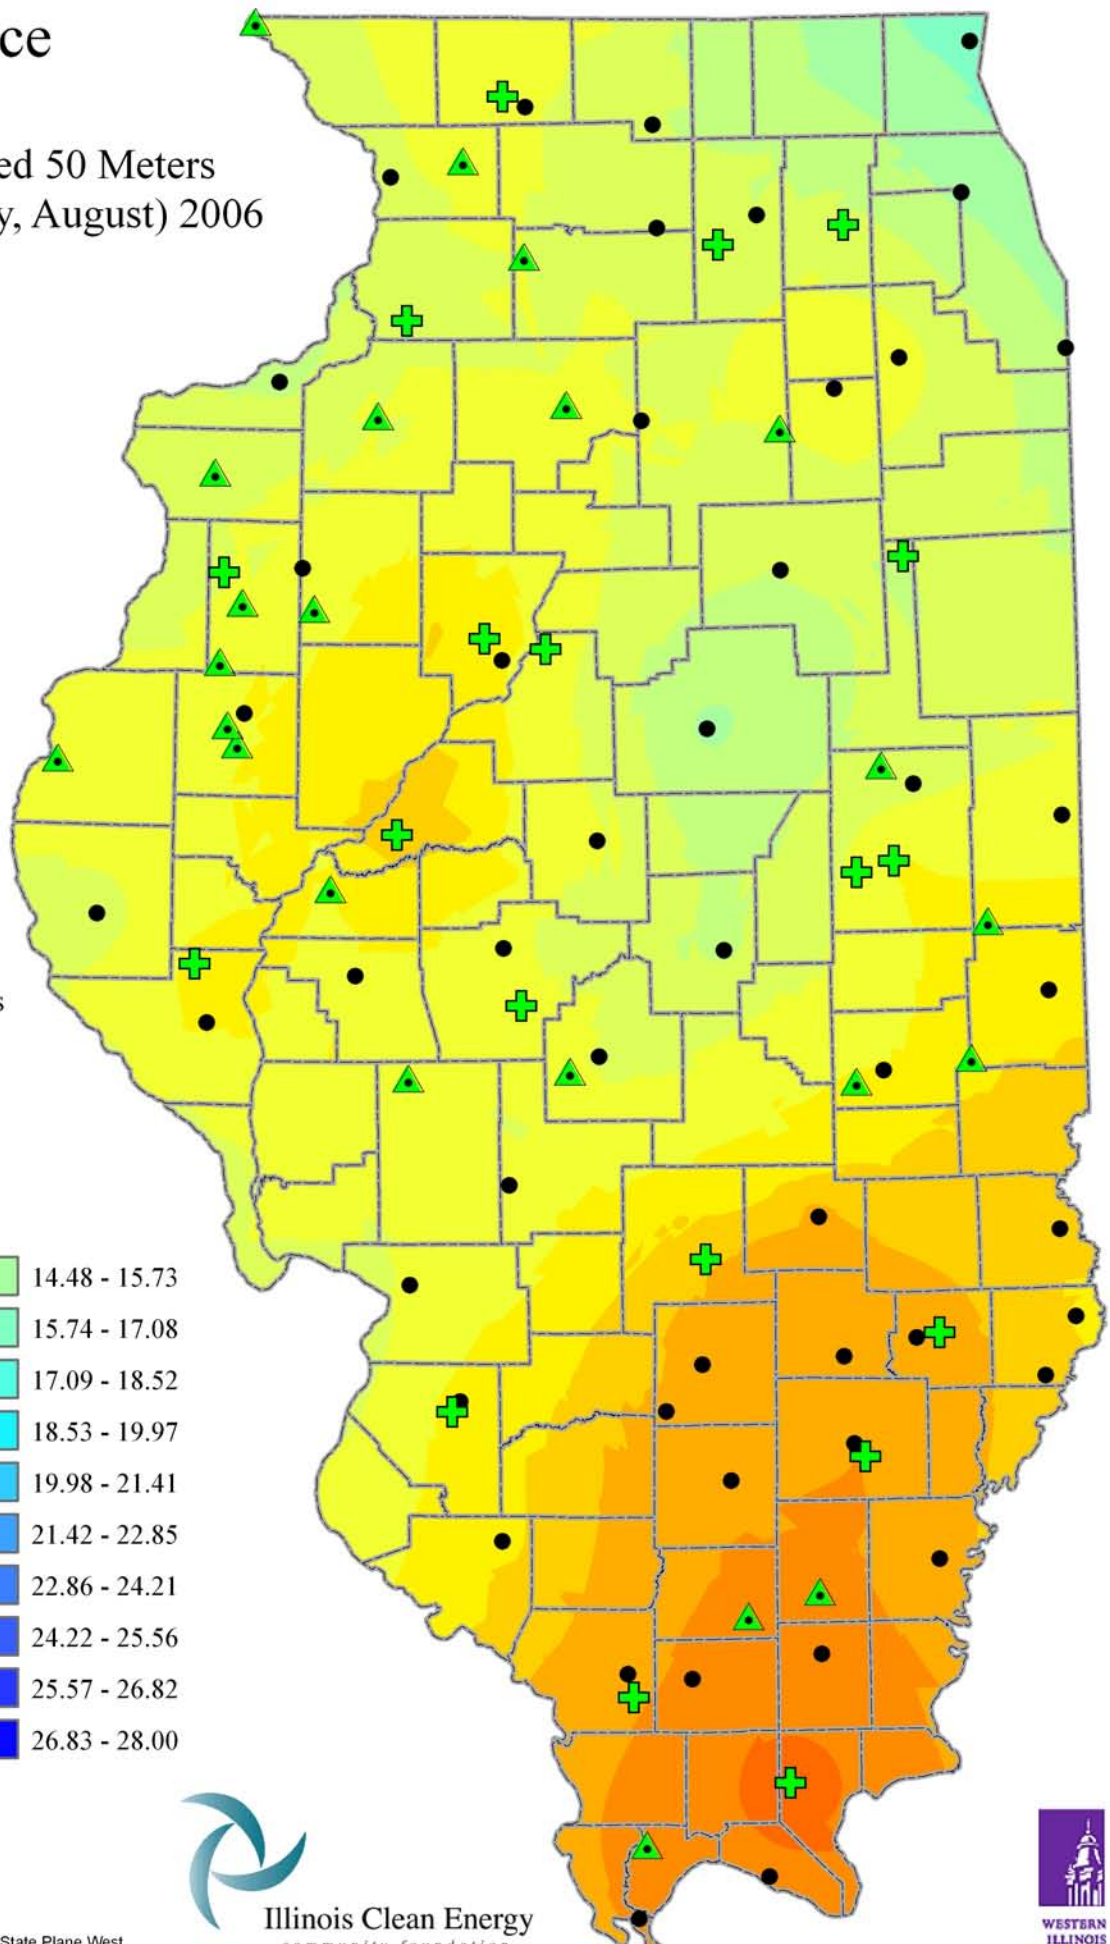 ce
ed 50 Meters
y, August) 2006
s
14.48 - 15.73
15.74 - 17.08
17.09 - 18.52
18.53 - 19.97
19.98 - 21.41
21.42 - 22.85
22.86 - 24.21
24.22 - 25.56
25.57 - 26.82
26.83 - 28.00
Illinois Clean Energy
community foundation
State Plane West
WESTERN
ILLINOIS